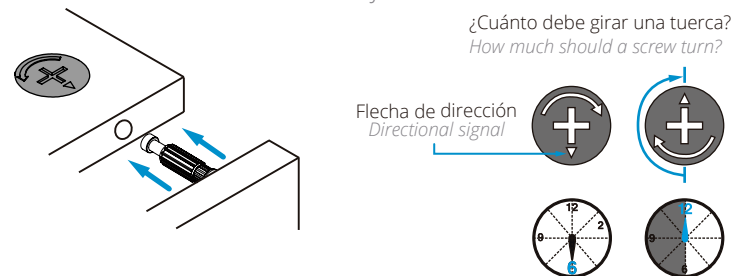 ¿Cuánto debe girar una tuerca?
How much should a screw turn?
Flecha de dirección
Directional signal
12
2
9
6
12
9
6